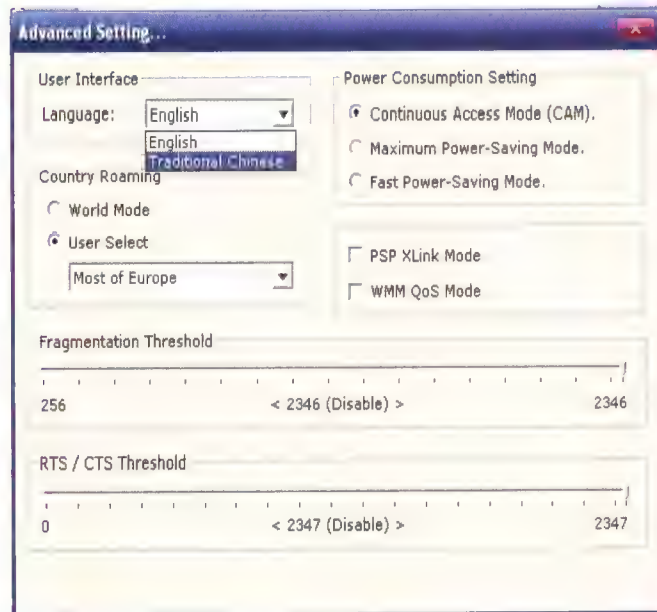 Advanced Setting...
User Interface
Language:
English
English
Traditional Chinese
Country Roaming
World Mode
User Select
Most of Europe
Power Consumption Setting
Continuous Access Mode (CAM).
Maximum Power-Saving Mode.
Fast Power-Saving Mode.
PSP XLink Mode
WMM QoS Mode
Fragmentation Threshold
256 < 2346 (Disable) > 2346
RTS / CTS Threshold
0 < 2347 (Disable) > 2347